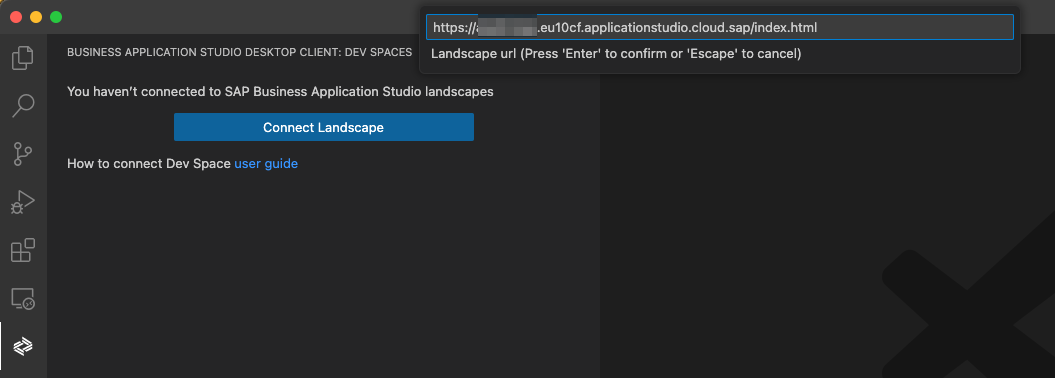 https://
.eu10cf.applicationstudio.cloud.sap/index.html
Landscape url (Press 'Enter' to confirm or 'Escape' to cancel)
BUSINESS APPLICATION STUDIO DESKTOP CLIENT: DEV SPACES
You haven’t connected to SAP Business Application Studio landscapes
Connect Landscape
How to connect Dev Space user guide